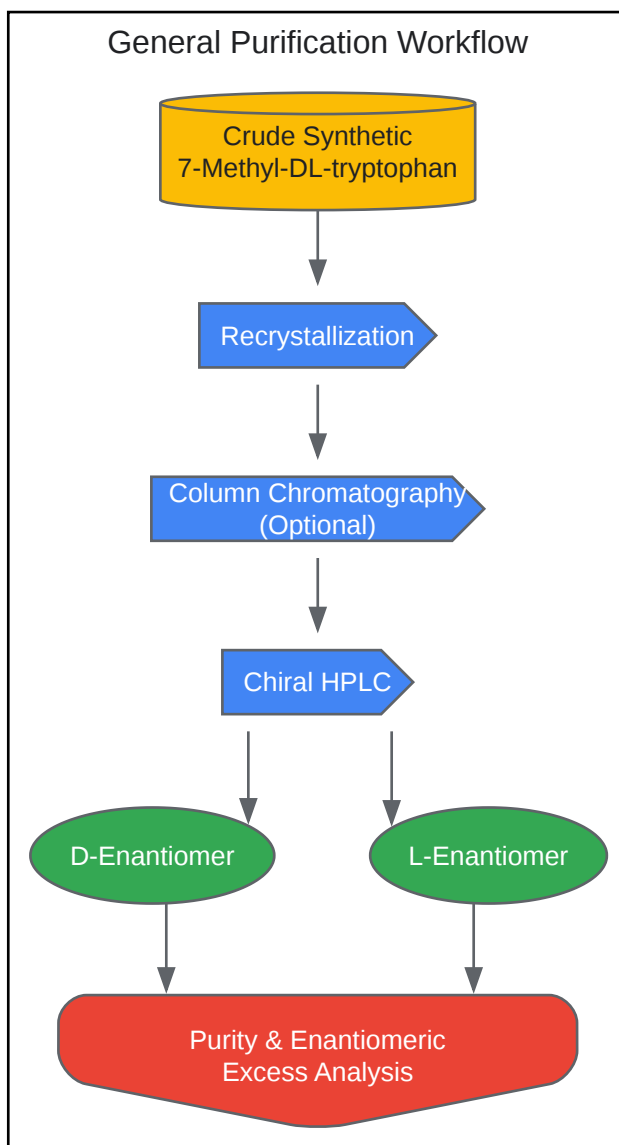 General Purification Workflow
Crude Synthetic
7-Methyl-DL-tryptophan
Recrystallization
Column Chromatography
(Optional)
Chiral HPLC
D-Enantiomer
L-Enantiomer
Purity & Enantiomeric
Excess Analysis